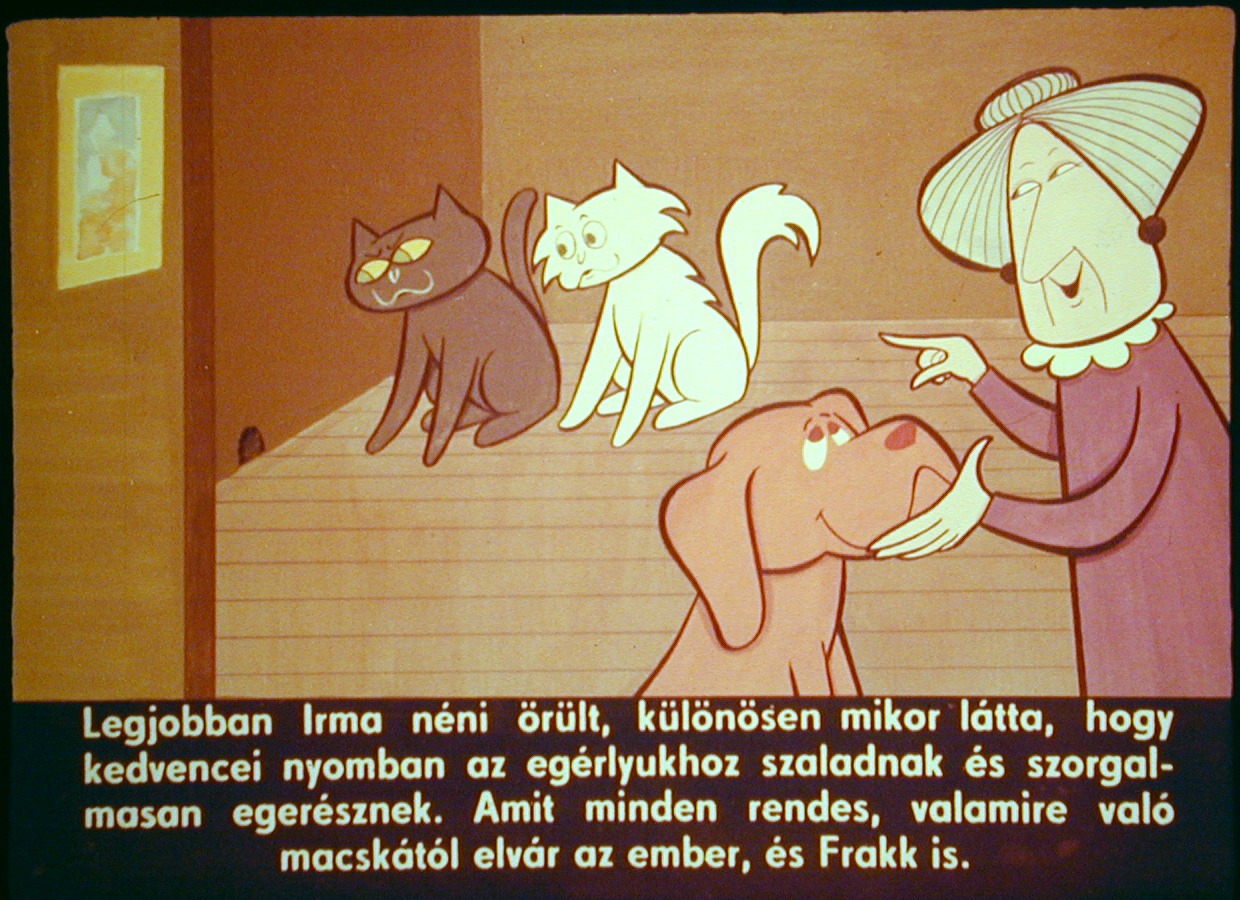 Legjobban Irma néni örült, különösen mikor látta, hogy
kedvencei nyomban az egérlyukhoz szaladnak és szorgal-
masan egerésznek. Amit minden rendes, valamire való
macskától elvár az ember, és Frakk is.